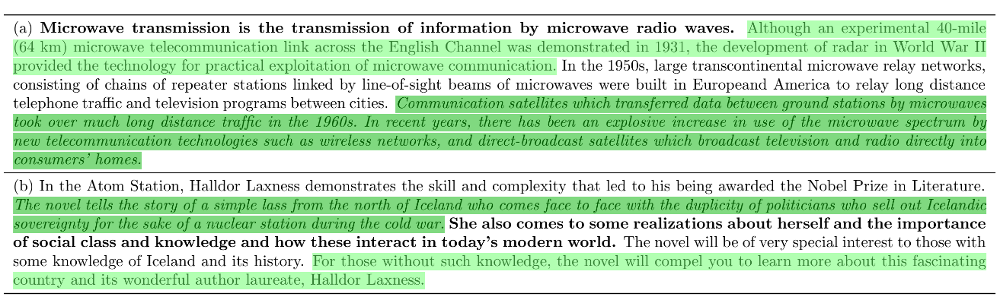 (a) Microwave transmission is the transmission of information by microwave radio waves. Although an experimental 40-mile
(64 km) microwave telecommunication link across the English Channel was demonstrated in 1931, the development of radar in World War II
provided the technology for practical exploitation of microwave communication. In the 1950s, large transcontinental microwave relay networks,
consisting of chains of repeater stations linked by line-of-sight beams of microwaves were built in Europeand America to relay long distance
telephone traffic and television programs between cities. Communication satellites which transferred data between ground stations by microwaves
took over much long distance traffic in the 1960s. In recent years, there has been an explosive increase in use of the microwave spectrum by
new telecommunication technologies such as wireless networks, and direct-broadcast satellites which broadcast television and radio directly into
consumers' homes.
(b) In the Atom Station, Halldor Laxness demonstrates the skill and complexity that led to his being awarded the Nobel Prize in Literature.
The novel tells the story of a simple lass from the north of Iceland who comes face to face with the duplicity of politicians who sell out Icelandic
sovereignty for the sake of a nuclear station during the cold war. She also comes to some realizations about herself and the importance
of social class and knowledge and how these interact in today's modern world. The novel will be of very special interest to those with
some knowledge of Iceland and its history. For those without such knowledge, the novel will compel you to learn more about this fascinating
country and its wonderful author laureate, Halldor Laxness.